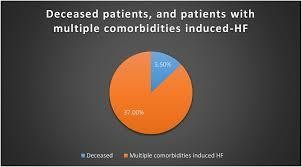 Deceased patients, and patients with
multiple comorbidities induced-HF
5.50%
37.00%
Deceased
Multiple comorbidities induced HF